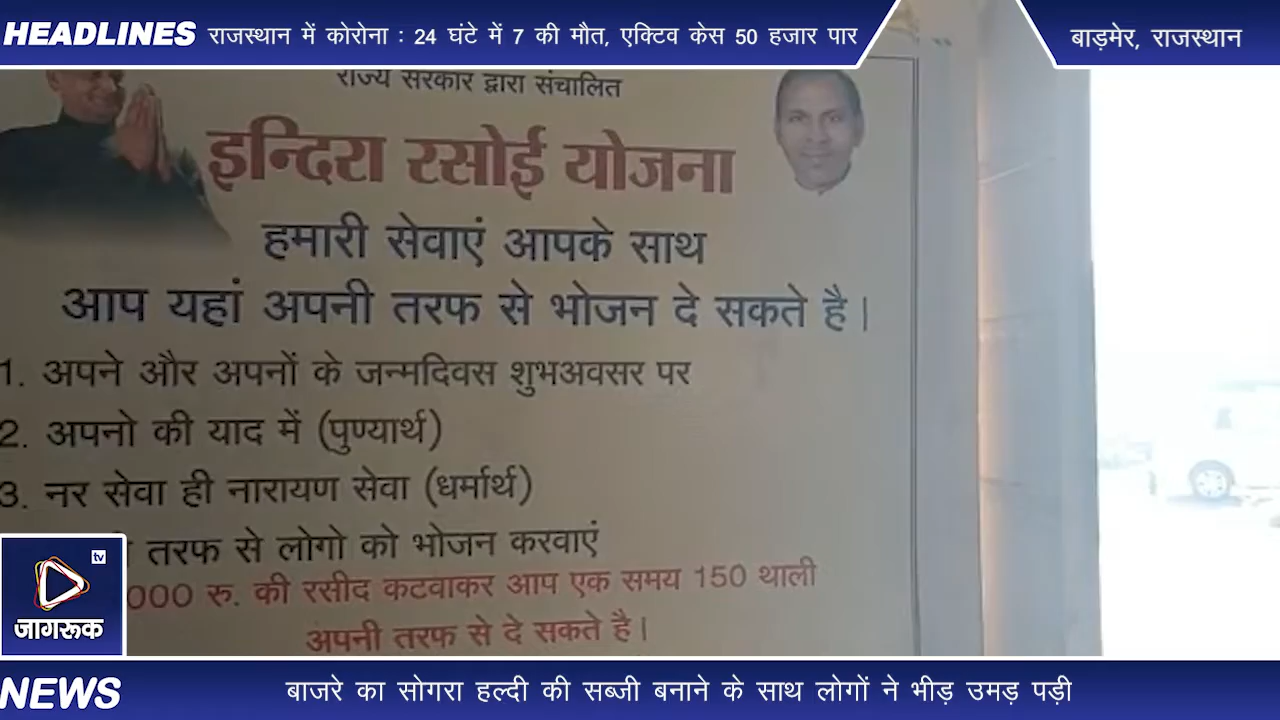 HEADLINES राजस्थान में कोरोना : 24 घंटे में 7 की मौत, एक्टिव केस 50 हजार पार
बाड़मेर, राजस्थान
राज्य सरकार द्वारा संचालित
इन्दिरा रसोई योजना
हमारी सेवाएं आपके साथ
आप यहां अपनी तरफ से भोजन दे सकते है।
1. अपने और अपनों के जन्मदिवस शुभअवसर पर
2. अपनो की याद में (पुण्यार्थ)
3. नर सेवा ही नारायण सेवा (धर्मार्थ)
तरफ से लोगो को भोजन करवाएं
000 रु. की रसीद कटवाकर आप एक समय 150 थाली
अपनी तरफ से दे सकते है।
tv
जागरूक
NEWS बाजरे का सोगरा हल्दी की सब्जी बनाने के साथ लोगों ने भीड़ उमड़ पड़ी